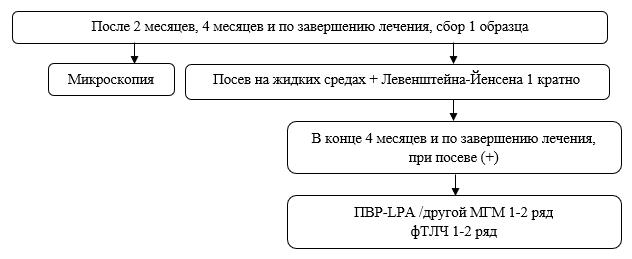 После 2 месяцев, 4 месяцев и по завершению лечения, сбор 1 образца
Микроскопия
Посев на жидких средах + Левенштейна-Йенсена 1 кратно
В конце 4 месяцев и по завершению лечения,
при посеве (+)
ПВР-LPA /другой МГМ 1-2 ряд
фТЛЧ 1-2 ряд